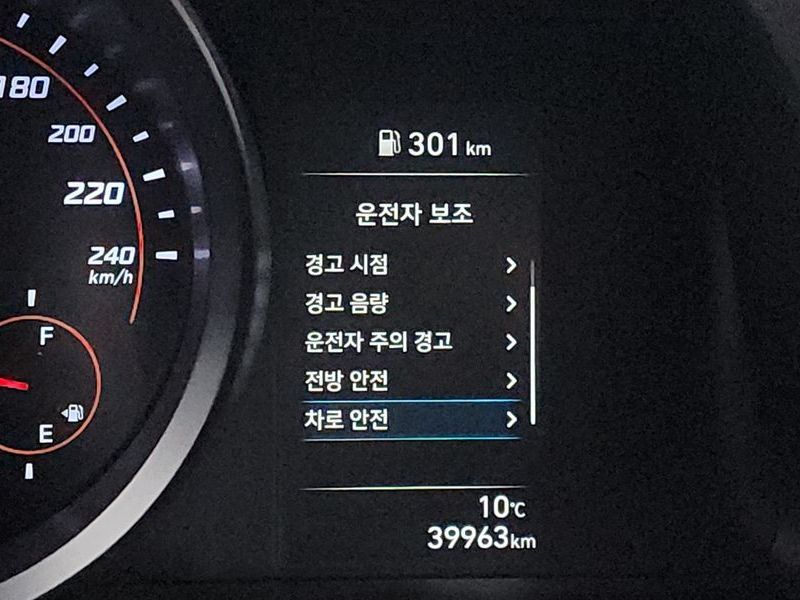 180
200
220
240
km/h
F
E
301 km
운전자 보조
경고 시점
경고 음량
운전자 주의 경고
전방 안전
차로 안전
10℃
39963km